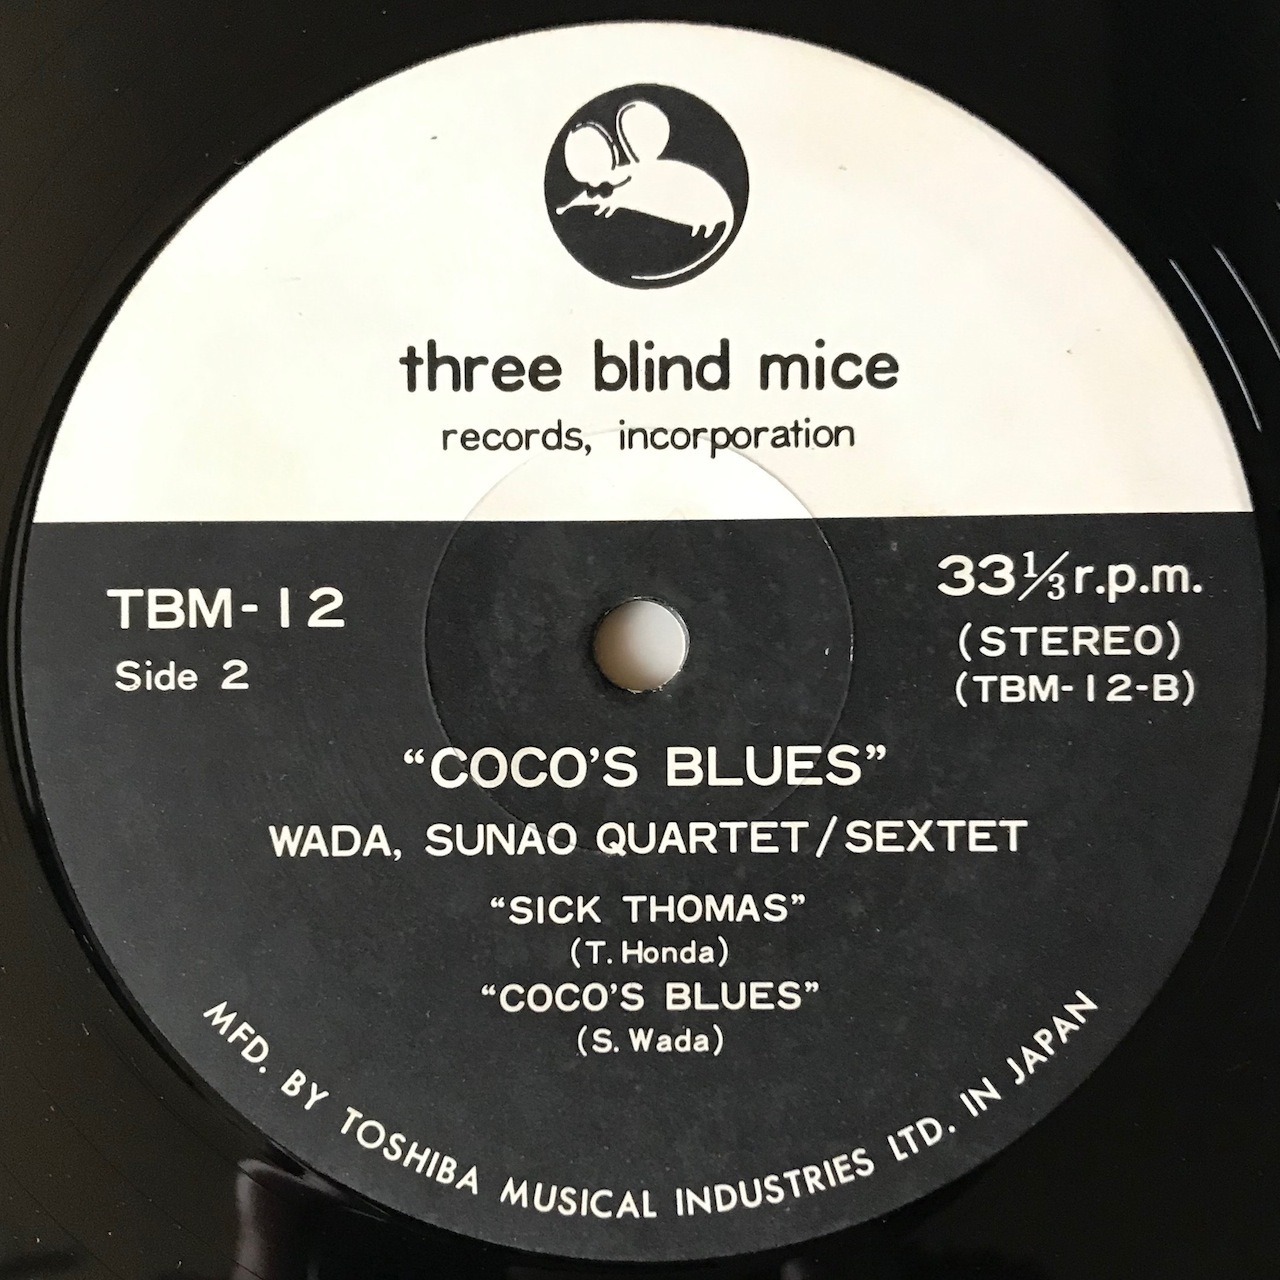 three blind mice
records, incorporation
TBM-12
Side 2
33⅓ r.p.m.
(STEREO)
(TBM-12-B)
“COCO’S BLUES”
WADA, SUNAO QUARTET/SEXTET
“SICK THOMAS”
(T. Honda)
“COCO’S BLUES”
(S. Wada)
MFD. BY TOSHIBA MUSICAL INDUSTRIES LTD. IN JAPAN